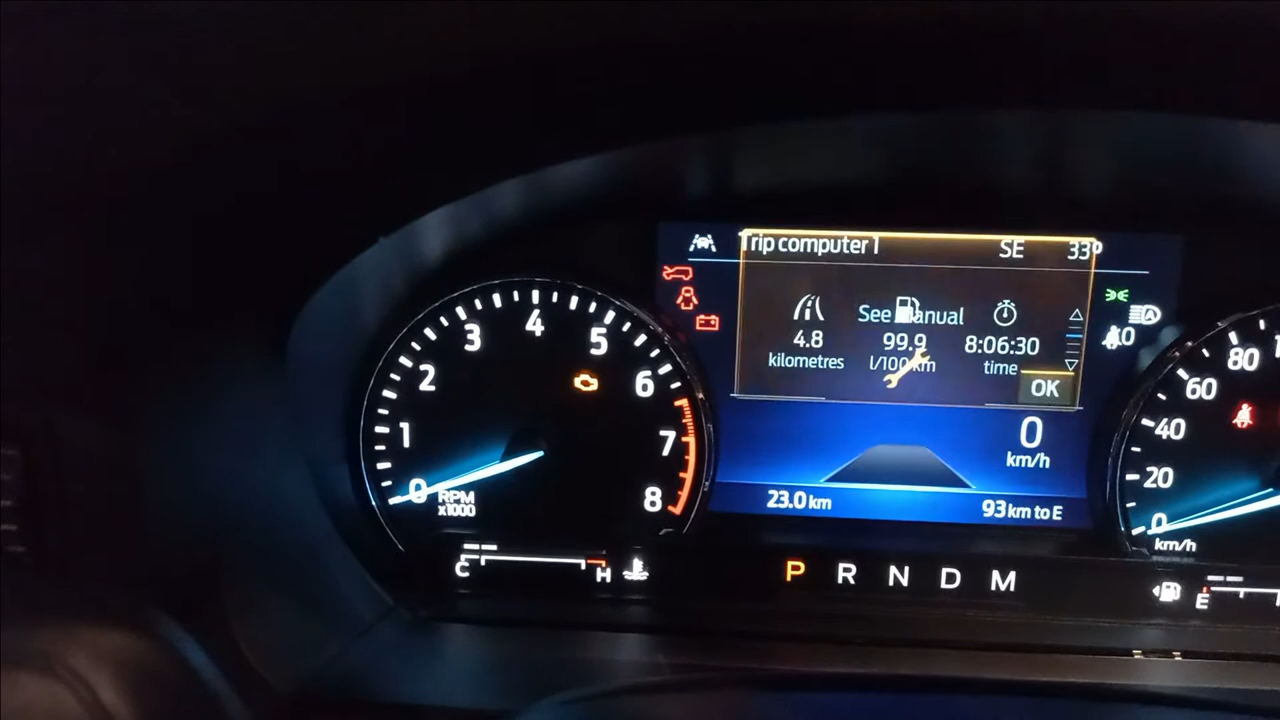 Trip computer 1 SE 33°
See Manual
4.8 99.9 8:06:30
kilometres l/100km time
OK
0
km/h
23.0 km 93 km to E
0 1 2 3 4 5 6 7 8
RPM
x1000
C H
P R N D M
0 20 40 60 80
km/h
E